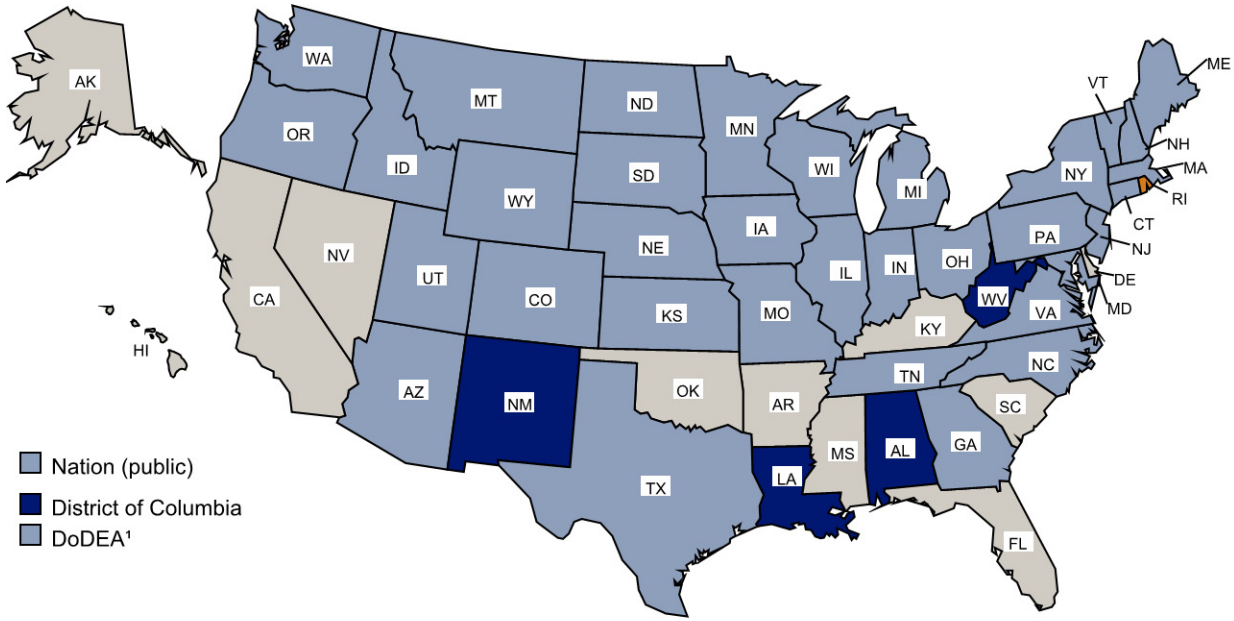 AK
WA
MT
ND
MN
OR
ID
WY
SD
WI
MI
NY
VT
ME
NH
MA
RI
CT
NJ
PA
DE
MD
NV
CA
UT
CO
NE
IA
IL
IN
OH
WV
VA
KS
MO
KY
HI
AZ
NM
OK
AR
TN
NC
SC
TX
LA
MS
AL
GA
FL
Nation (public)
District of Columbia
DoDEA¹